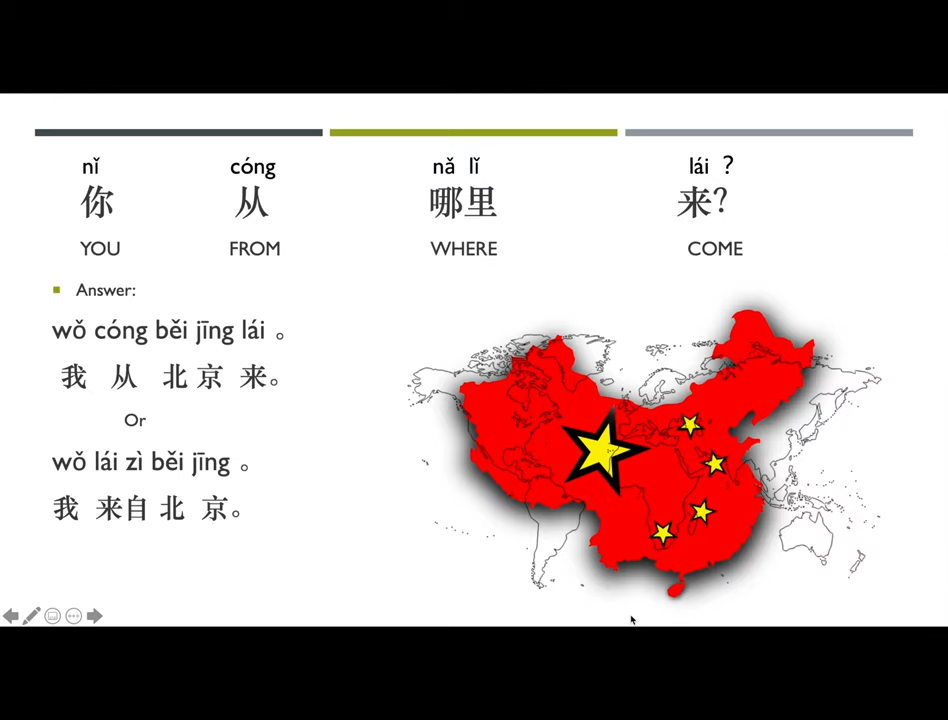 nǐ cóng nǎ lǐ lái ?
你 从 哪里 来?
YOU FROM WHERE COME
Answer:
wǒ cóng běi jīng lái 。
我 从 北 京 来。
Or
wǒ lái zì běi jīng 。
我 来自 北 京。